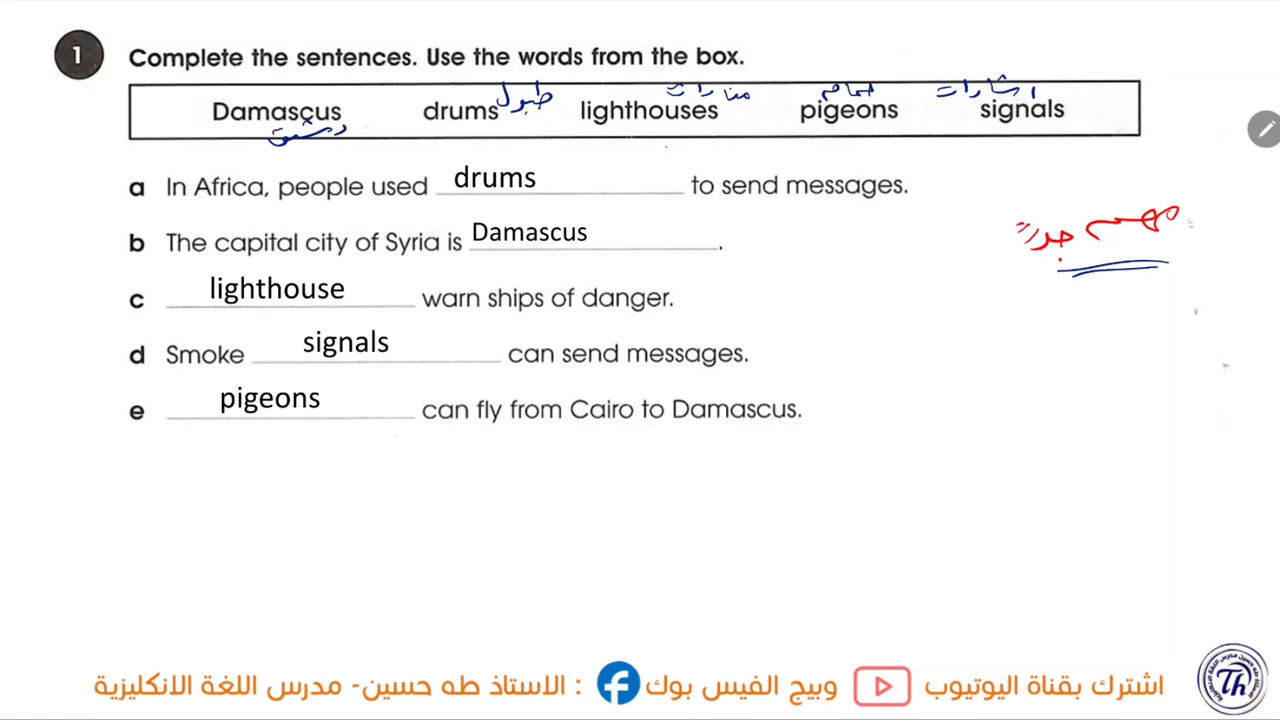 1 Complete the sentences. Use the words from the box.
طبول منارات حمام اشارات
Damascus drums lighthouses pigeons signals
دمشق
a In Africa, people used drums to send messages.
b The capital city of Syria is Damascus.
مهم جداً
c lighthouse warn ships of danger.
d Smoke signals can send messages.
e pigeons can fly from Cairo to Damascus.
اشترك بقناة اليوتيوب وبيج الفيس بوك : الاستاذ طه حسين- مدرس اللغة الانكليزية
Th